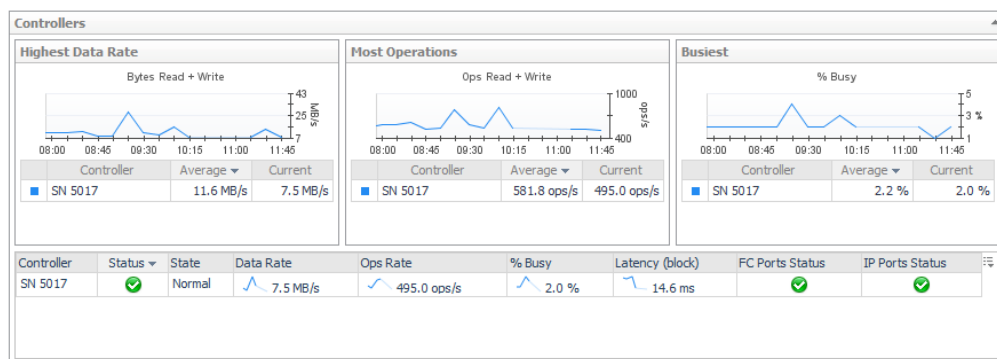 Controllers
Highest Data Rate
Bytes Read + Write
43
25
7
MB/s
08:00 08:45 09:30 10:15 11:00 11:45
Controller Average Current
SN 5017 11.6 MB/s 7.5 MB/s
Most Operations
Ops Read + Write
1000
400
ops/s
08:00 08:45 09:30 10:15 11:00 11:45
Controller Average Current
SN 5017 581.8 ops/s 495.0 ops/s
Busiest
% Busy
5
3 %
1
08:00 08:45 09:30 10:15 11:00 11:45
Controller Average Current
SN 5017 2.2 % 2.0 %
Controller Status State Data Rate Ops Rate % Busy Latency (block) FC Ports Status IP Ports Status
SN 5017 Normal 7.5 MB/s 495.0 ops/s 2.0 % 14.6 ms